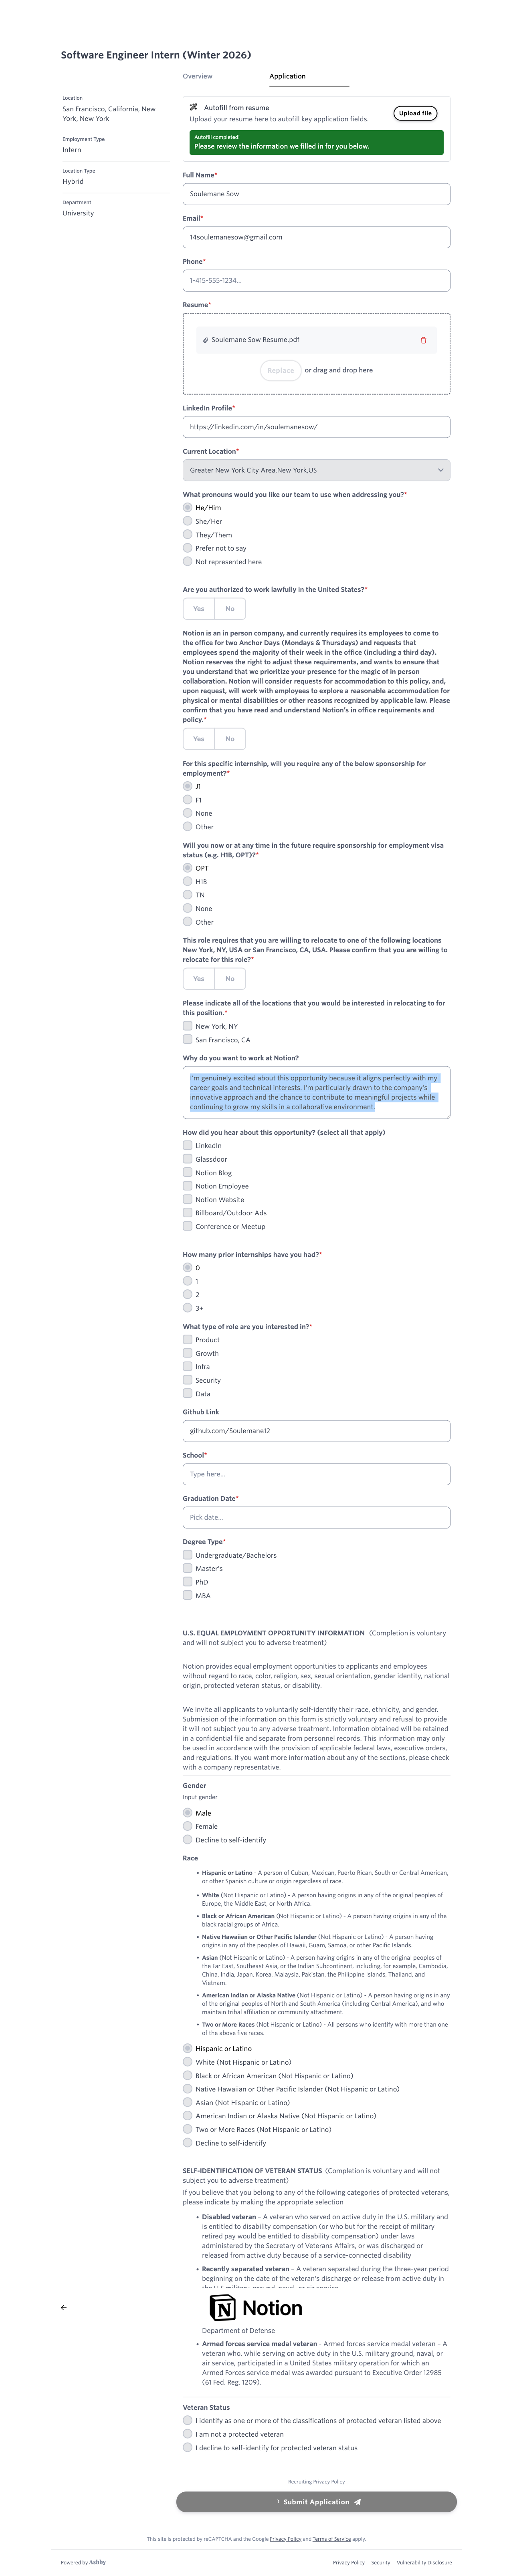 Software Engineer Intern (Winter 2026)
Overview
Application
Location
San Francisco, California, New
York, New York
Employment Type
Intern
Location Type
Hybrid
Department
University
Autofill from resume
Upload your resume here to autofill key application fields.
Upload file
Autofill completed!
Please review the information we filled in for you below.
Full Name*
Soulemane Sow
Email*
14soulemanesow@gmail.com
Phone*
1-415-555-1234...
Resume*
Soulemane Sow Resume.pdf
Replace or drag and drop here
LinkedIn Profile*
https://linkedin.com/in/soulemanesow/
Current Location*
Greater New York City Area,New York,US
What pronouns would you like our team to use when addressing you?*
He/Him
She/Her
They/Them
Prefer not to say
Not represented here
Are you authorized to work lawfully in the United States?*
Yes No
Notion is an in person company, and currently requires its employees to come to
the office for two Anchor Days (Mondays & Thursdays) and requests that
employees spend the majority of their week in the office (including a third day).
Notion reserves the right to adjust these requirements, and wants to ensure that
you understand that we prioritize your presence for the magic of in person
collaboration. Notion will consider requests for accommodation to this policy, and,
upon request, will work with employees to explore a reasonable accommodation for
physical or mental disabilities or other reasons recognized by applicable law. Please
confirm that you have read and understand Notion's in office requirements and
policy.*
Yes No
For this specific internship, will you require any of the below sponsorship for
employment?*
J1
F1
None
Other
Will you now or at any time in the future require sponsorship for employment visa
status (e.g. H1B, OPT)?*
OPT
H1B
TN
None
Other
This role requires that you are willing to relocate to one of the following locations
New York, NY, USA or San Francisco, CA, USA. Please confirm that you are willing to
relocate for this role?*
Yes No
Please indicate all of the locations that you would be interested in relocating to for
this position.*
New York, NY
San Francisco, CA
Why do you want to work at Notion?
I'm genuinely excited about this opportunity because it aligns perfectly with my
career goals and technical interests. I'm particularly drawn to the company's
innovative approach and the chance to contribute to meaningful projects while
continuing to grow my skills in a collaborative environment.
How did you hear about this opportunity? (select all that apply)
LinkedIn
Glassdoor
Notion Blog
Notion Employee
Notion Website
Billboard/Outdoor Ads
Conference or Meetup
How many prior internships have you had?*
0
1
2
3+
What type of role are you interested in?*
Product
Growth
Infra
Security
Data
Github Link
github.com/Soulemane12
School*
Type here...
Graduation Date*
Pick date...
Degree Type*
Undergraduate/Bachelors
Master's
PhD
MBA
U.S. EQUAL EMPLOYMENT OPPORTUNITY INFORMATION (Completion is voluntary
and will not subject you to adverse treatment)
Notion provides equal employment opportunities to applicants and employees
without regard to race, color, religion, sex, sexual orientation, gender identity, national
origin, protected veteran status, or disability.
We invite all applicants to voluntarily self-identify their race, ethnicity, and gender.
Submission of the information on this form is strictly voluntary and refusal to provide
it will not subject you to any adverse treatment. Information obtained will be retained
in a confidential file and separate from personnel records. This information may only
be used in accordance with the provision of applicable federal laws, executive orders,
and regulations. If you want more information about any of the sections, please check
with a company representative.
Gender
Input gender
Male
Female
Decline to self-identify
Race
• Hispanic or Latino - A person of Cuban, Mexican, Puerto Rican, South or Central American,
or other Spanish culture or origin regardless of race.
• White (Not Hispanic or Latino) - A person having origins in any of the original peoples of
Europe, the Middle East, or North Africa.
• Black or African American (Not Hispanic or Latino) - A person having origins in any of the
black racial groups of Africa.
• Native Hawaiian or Other Pacific Islander (Not Hispanic or Latino) - A person having
origins in any of the peoples of Hawaii, Guam, Samoa, or other Pacific Islands.
• Asian (Not Hispanic or Latino) - A person having origins in any of the original peoples of
the Far East, Southeast Asia, or the Indian Subcontinent, including, for example, Cambodia,
China, India, Japan, Korea, Malaysia, Pakistan, the Philippine Islands, Thailand, and
Vietnam.
• American Indian or Alaska Native (Not Hispanic or Latino) - A person having origins in any
of the original peoples of North and South America (including Central America), and who
maintain tribal affiliation or community attachment.
• Two or More Races (Not Hispanic or Latino) - All persons who identify with more than one
of the above five races.
Hispanic or Latino
White (Not Hispanic or Latino)
Black or African American (Not Hispanic or Latino)
Native Hawaiian or Other Pacific Islander (Not Hispanic or Latino)
Asian (Not Hispanic or Latino)
American Indian or Alaska Native (Not Hispanic or Latino)
Two or More Races (Not Hispanic or Latino)
Decline to self-identify
SELF-IDENTIFICATION OF VETERAN STATUS (Completion is voluntary and will not
subject you to adverse treatment)
If you believe that you belong to any of the following categories of protected veterans,
please indicate by making the appropriate selection
• Disabled veteran – A veteran who served on active duty in the U.S. military and
is entitled to disability compensation (or who but for the receipt of military
retired pay would be entitled to disability compensation) under laws
administered by the Secretary of Veterans Affairs, or was discharged or
released from active duty because of a service-connected disability
• Recently separated veteran – A veteran separated during the three-year period
beginning on the date of the veteran's discharge or release from active duty in
Notion
Department of Defense
• Armed forces service medal veteran - Armed forces service medal veteran – A
veteran who, while serving on active duty in the U.S. military ground, naval, or
air service, participated in a United States military operation for which an
Armed Forces service medal was awarded pursuant to Executive Order 12985
(61 Fed. Reg. 1209).
Veteran Status
I identify as one or more of the classifications of protected veteran listed above
I am not a protected veteran
I decline to self-identify for protected veteran status
Recruiting Privacy Policy
Submit Application
This site is protected by reCAPTCHA and the Google Privacy Policy and Terms of Service apply.
Powered by Ashby
Privacy Policy Security Vulnerability Disclosure